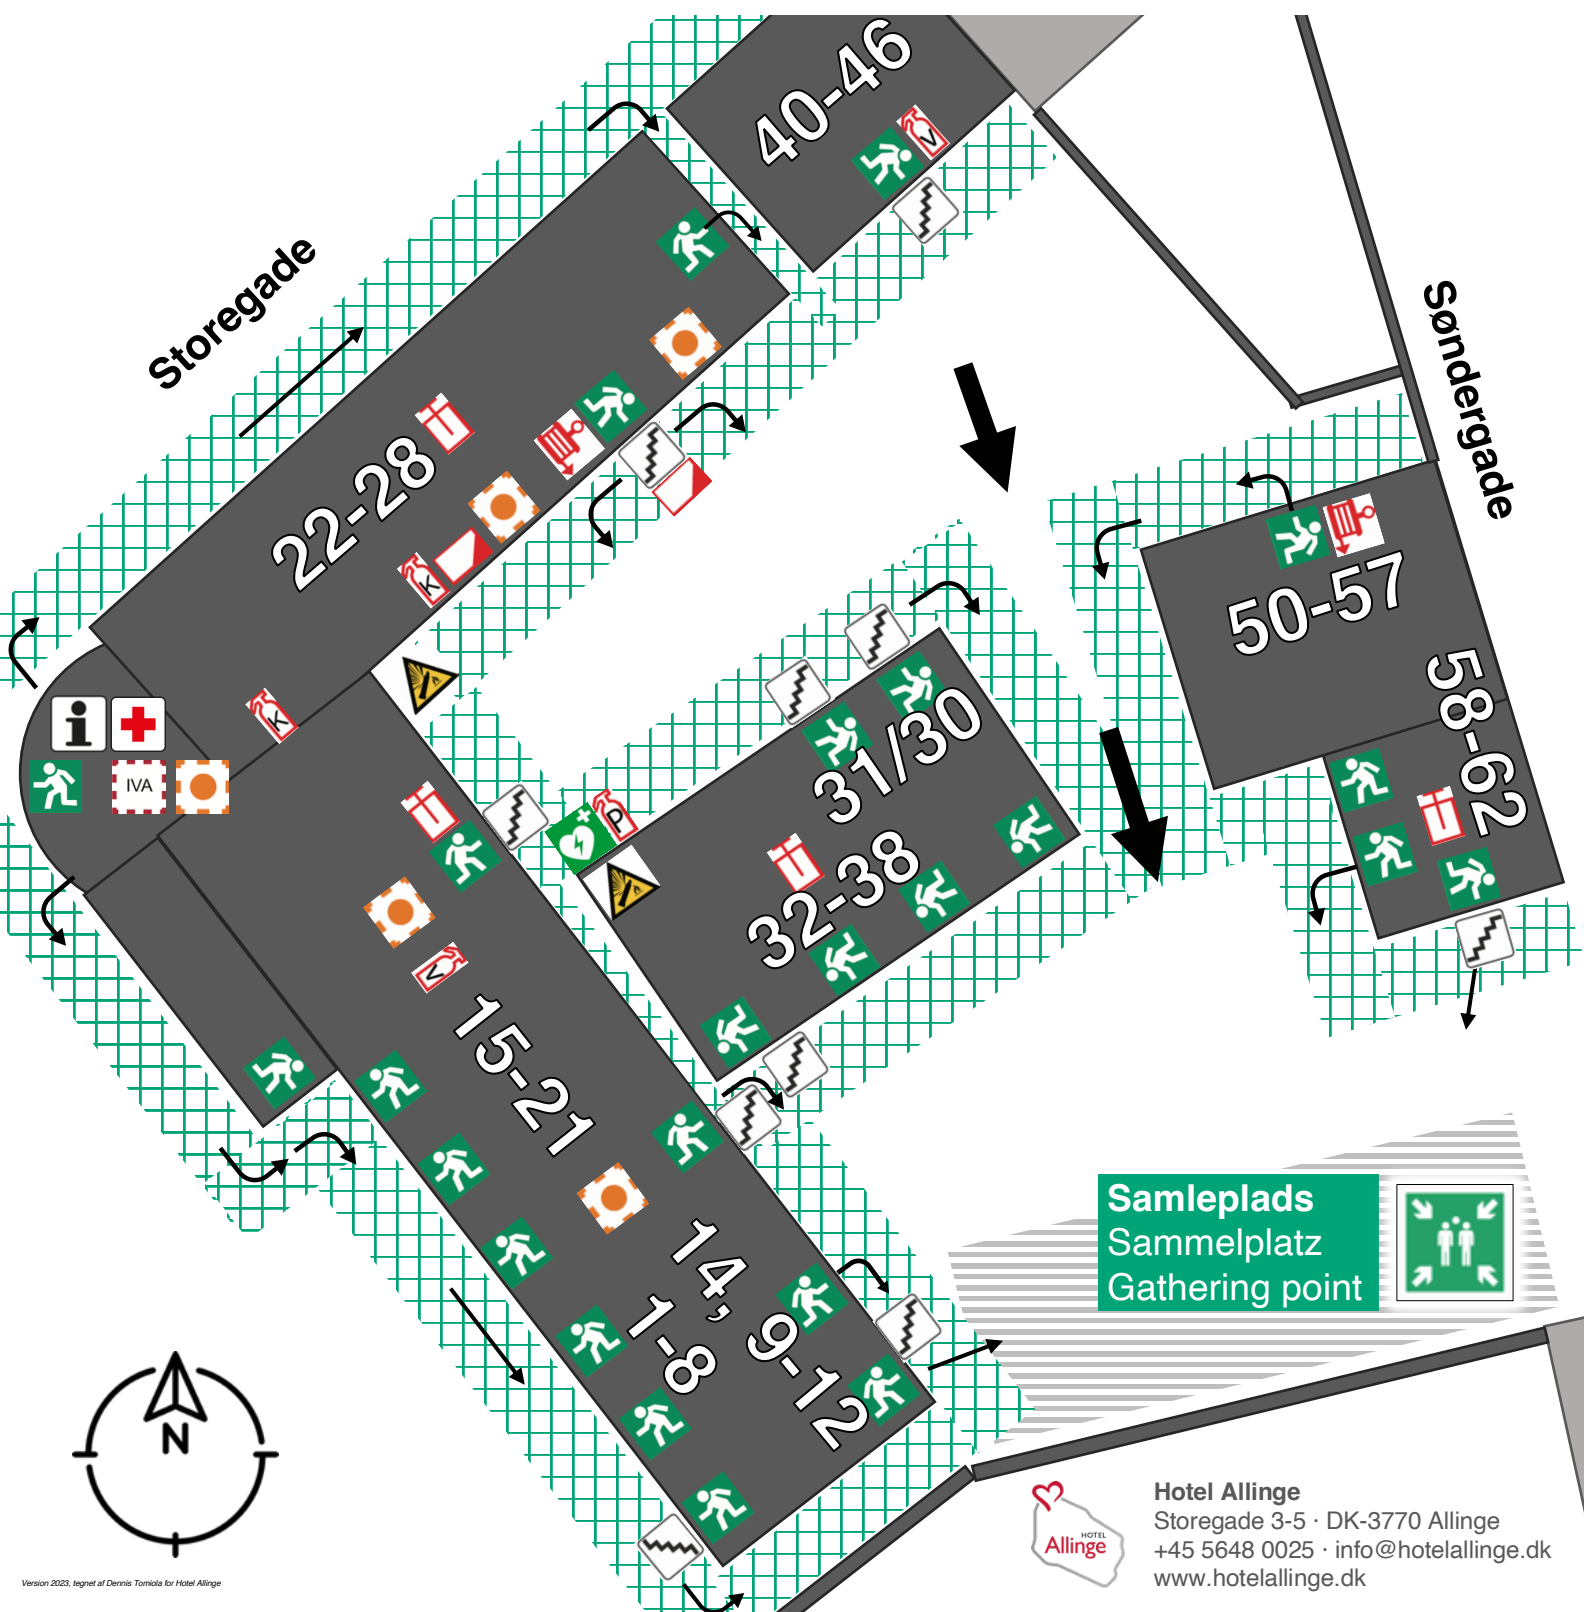 40-46
V
Storegade
Søndergade
22-28
K
K
50-57
58-62
IVA
31/30
P
32-38
V
15-21
14,
1-8
9-12
Samleplads
Sammelplatz
Gathering point
N
HOTEL
Allinge
Hotel Allinge
Storegade 3-5 · DK-3770 Allinge
+45 5648 0025 · info@hotelallinge.dk
www.hotelallinge.dk
Version 2023, tegnet af Dennis Tomiola for Hotel Allinge